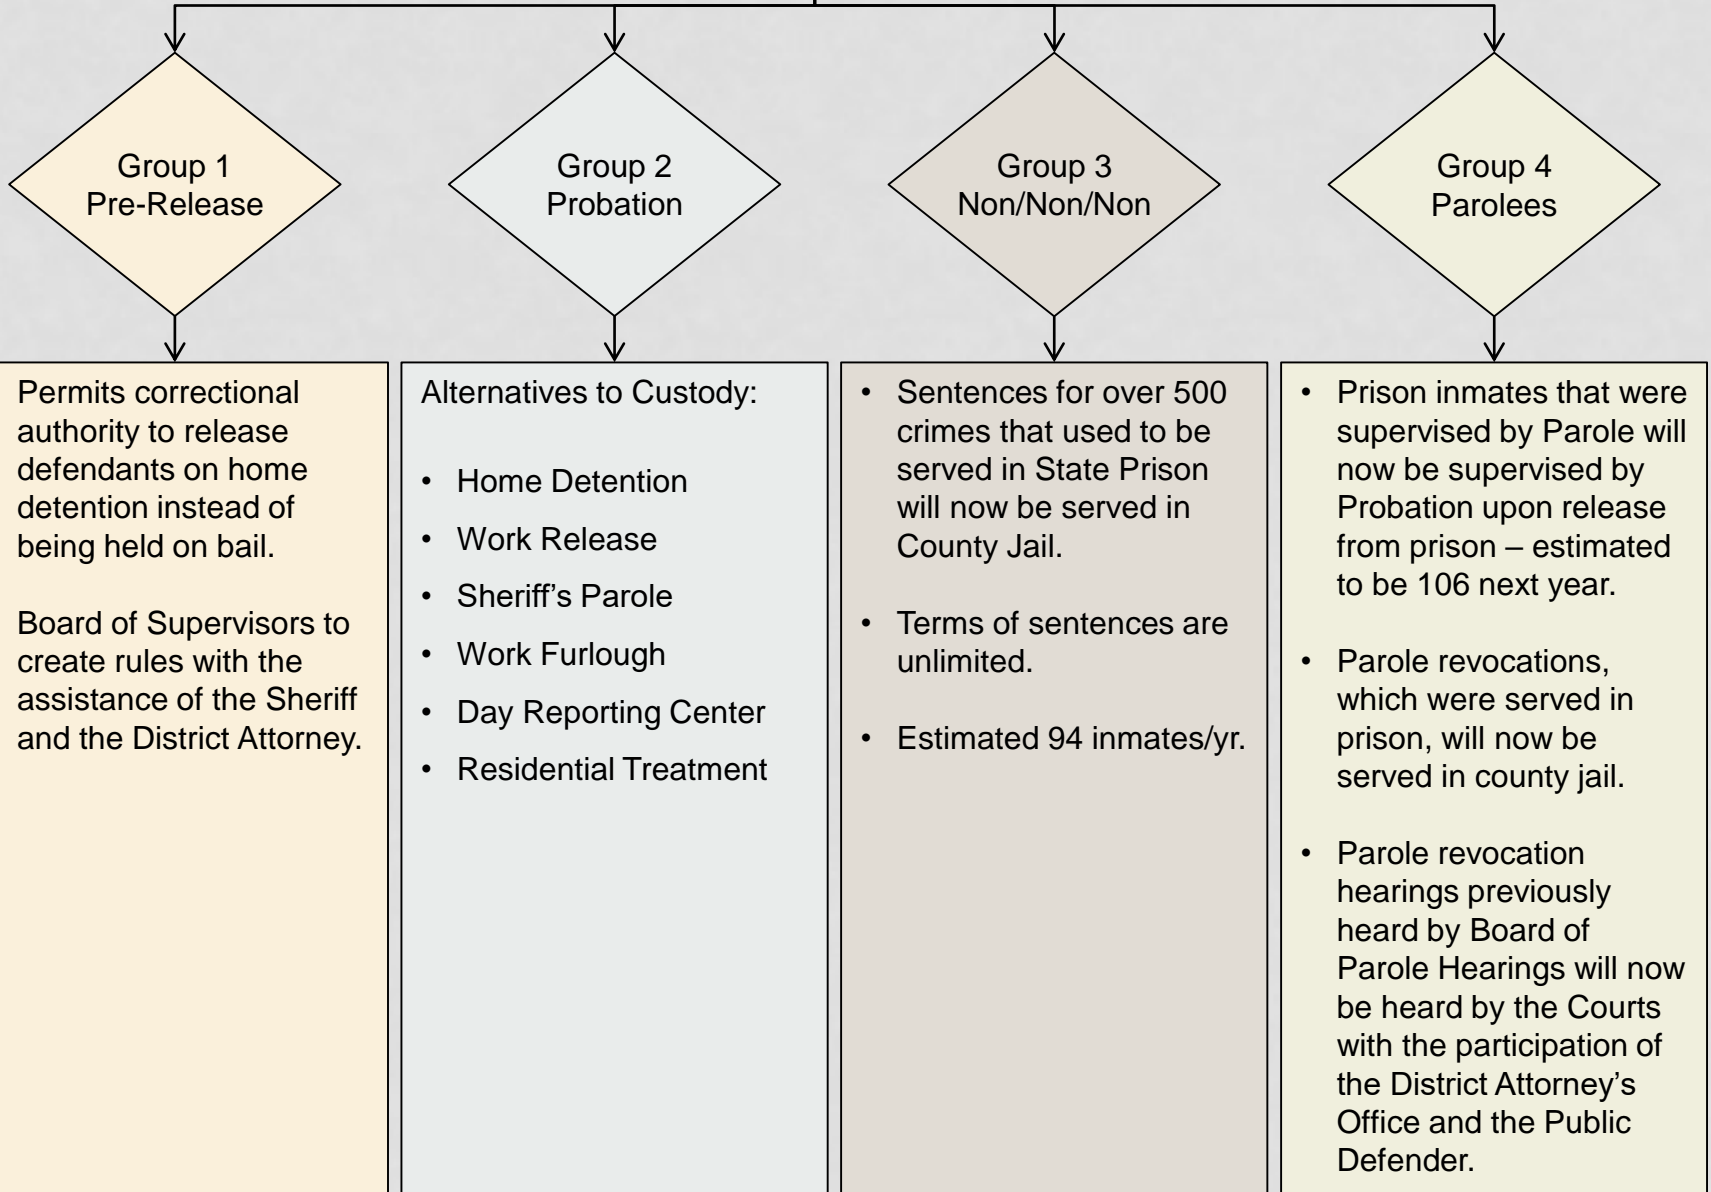 Group 1
Pre-Release
Group 2
Probation
Group 3
Non/Non/Non
Group 4
Parolees
Permits correctional
authority to release
defendants on home
detention instead of
being held on bail.
Board of Supervisors to
create rules with the
assistance of the Sheriff
and the District Attorney.
Alternatives to Custody:
• Home Detention
• Work Release
• Sheriff’s Parole
• Work Furlough
• Day Reporting Center
• Residential Treatment
• Sentences for over 500
crimes that used to be
served in State Prison
will now be served in
County Jail.
• Terms of sentences are
unlimited.
• Estimated 94 inmates/yr.
• Prison inmates that were
supervised by Parole will
now be supervised by
Probation upon release
from prison – estimated
to be 106 next year.
• Parole revocations,
which were served in
prison, will now be
served in county jail.
• Parole revocation
hearings previously
heard by Board of
Parole Hearings will now
be heard by the Courts
with the participation of
the District Attorney’s
Office and the Public
Defender.